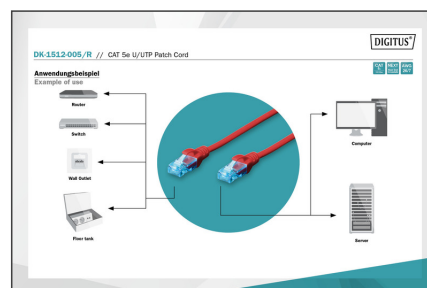 DIGITUS®
DK-1512-005/R // CAT 5e U/UTP Patch Cord
Anwendungsbeispiel
Example of use
Router
Switch
Wall Outlet
Floor tank
Computer
Server